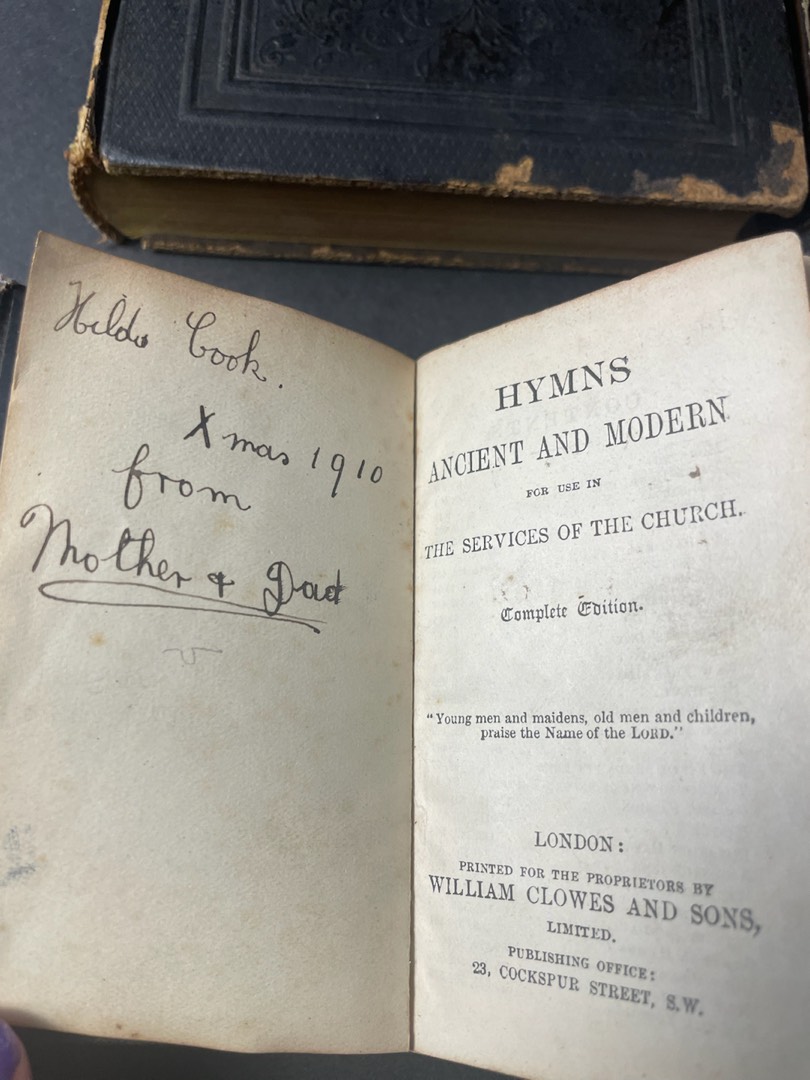 Hilda Cook.
Xmas 1910
from
Mother & Dad
HYMNS
ANCIENT AND MODERN
FOR USE IN
THE SERVICES OF THE CHURCH.
Complete Edition.
"Young men and maidens, old men and children,
praise the Name of the LORD."
LONDON:
PRINTED FOR THE PROPRIETORS BY
WILLIAM CLOWES AND SONS,
LIMITED.
PUBLISHING OFFICE:
23, COCKSPUR STREET, S.W.